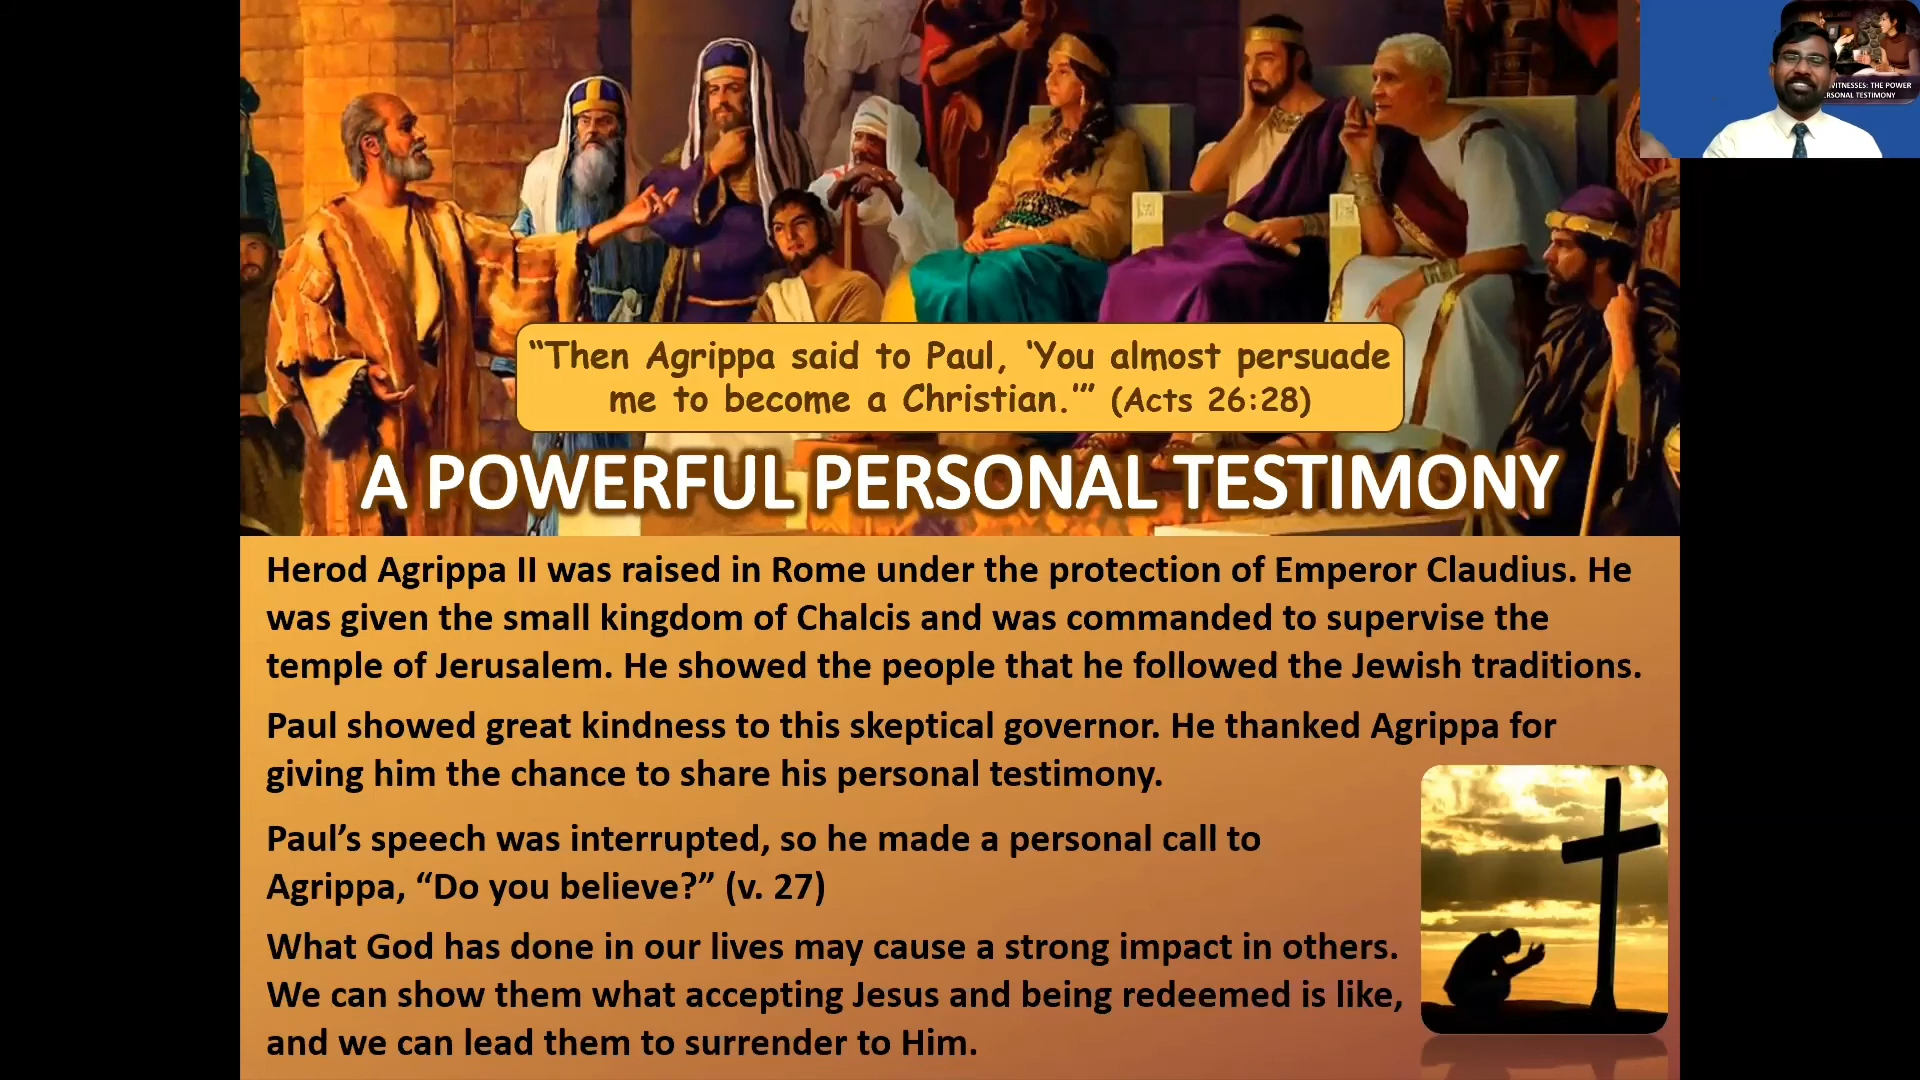 WITNESSES: THE POWER
PERSONAL TESTIMONY
“Then Agrippa said to Paul, ‘You almost persuade
me to become a Christian.’” (Acts 26:28)
A POWERFUL PERSONAL TESTIMONY
Herod Agrippa II was raised in Rome under the protection of Emperor Claudius. He
was given the small kingdom of Chalcis and was commanded to supervise the
temple of Jerusalem. He showed the people that he followed the Jewish traditions.
Paul showed great kindness to this skeptical governor. He thanked Agrippa for
giving him the chance to share his personal testimony.
Paul’s speech was interrupted, so he made a personal call to
Agrippa, “Do you believe?” (v. 27)
What God has done in our lives may cause a strong impact in others.
We can show them what accepting Jesus and being redeemed is like,
and we can lead them to surrender to Him.